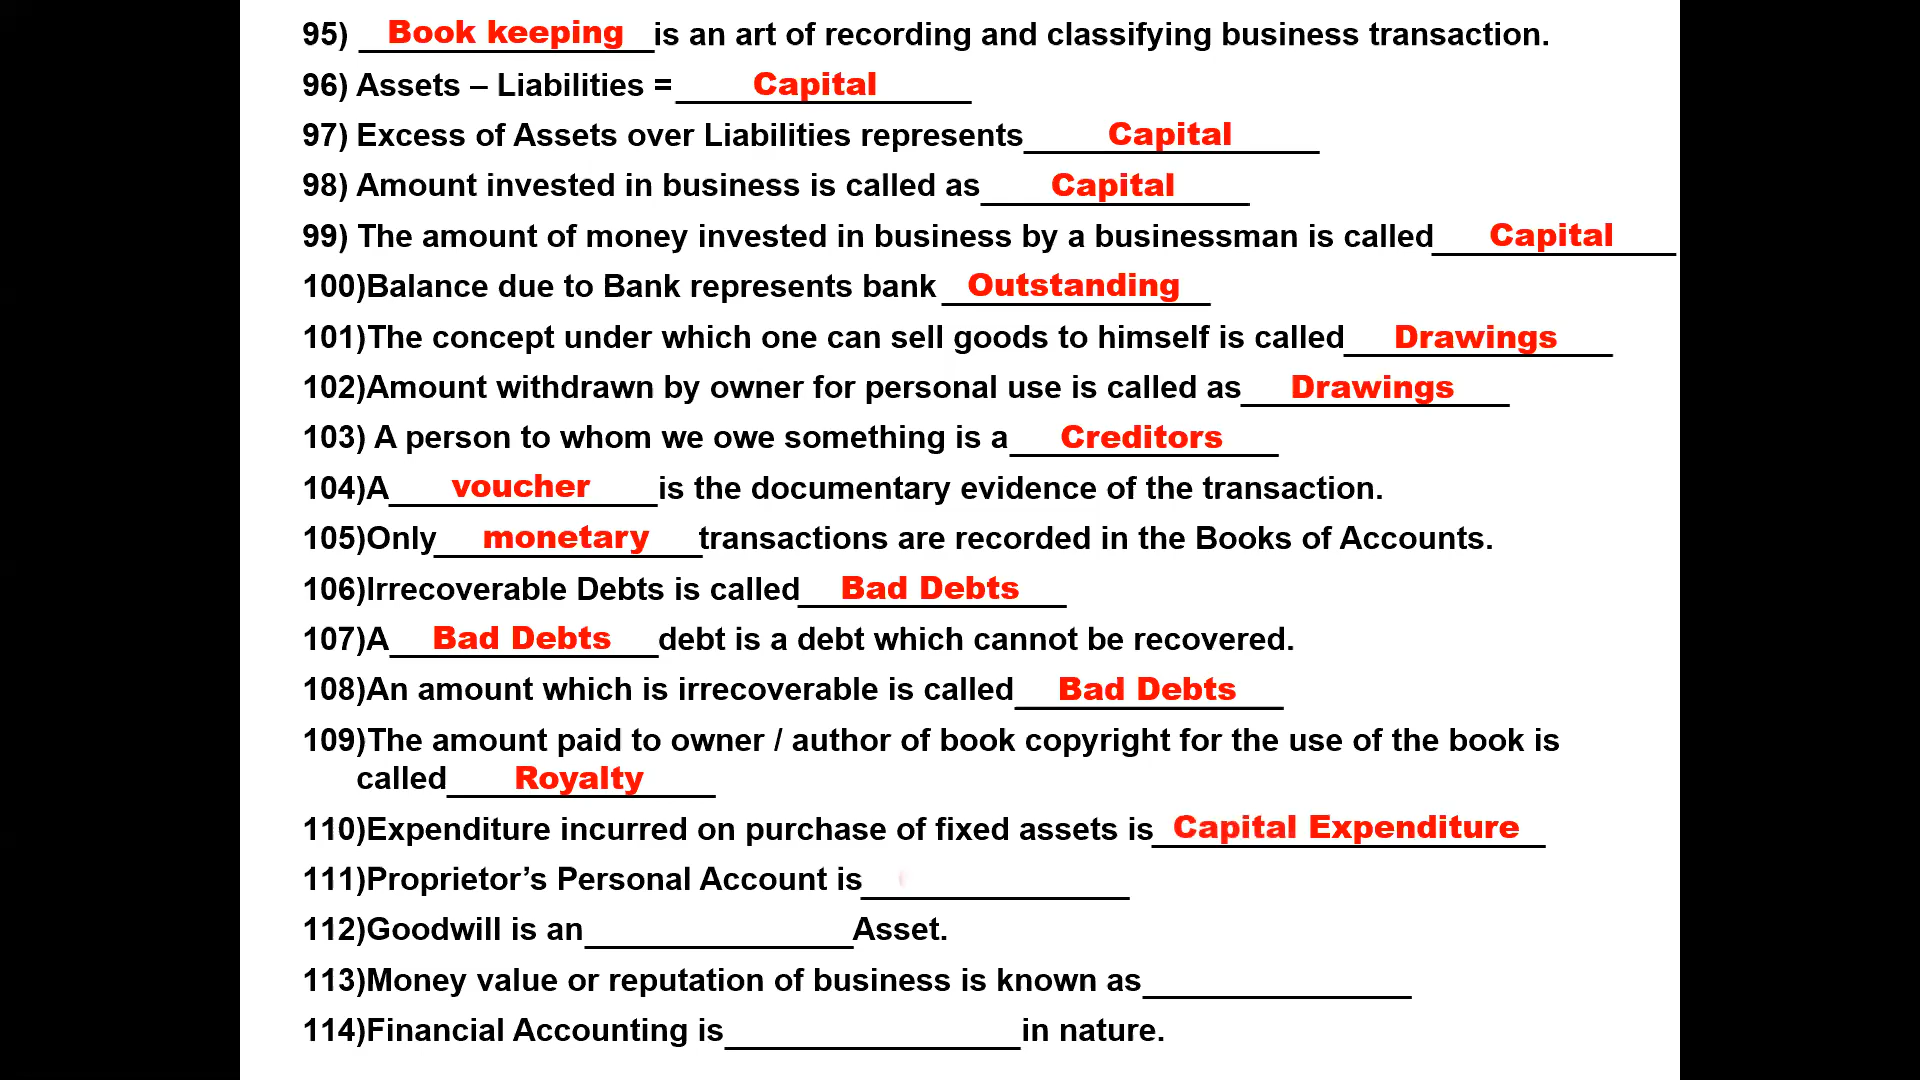 95) Book keeping is an art of recording and classifying business transaction.
96) Assets – Liabilities = Capital
97) Excess of Assets over Liabilities represents Capital
98) Amount invested in business is called as Capital
99) The amount of money invested in business by a businessman is called Capital
100)Balance due to Bank represents bank Outstanding
101)The concept under which one can sell goods to himself is called Drawings
102)Amount withdrawn by owner for personal use is called as Drawings
103) A person to whom we owe something is a Creditors
104)A voucher is the documentary evidence of the transaction.
105)Only monetary transactions are recorded in the Books of Accounts.
106)Irrecoverable Debts is called Bad Debts
107)A Bad Debts debt is a debt which cannot be recovered.
108)An amount which is irrecoverable is called Bad Debts
109)The amount paid to owner / author of book copyright for the use of the book is
called Royalty
110)Expenditure incurred on purchase of fixed assets is Capital Expenditure
111)Proprietor’s Personal Account is_______________
112)Goodwill is an_______________Asset.
113)Money value or reputation of business is known as_______________
114)Financial Accounting is_______________in nature.